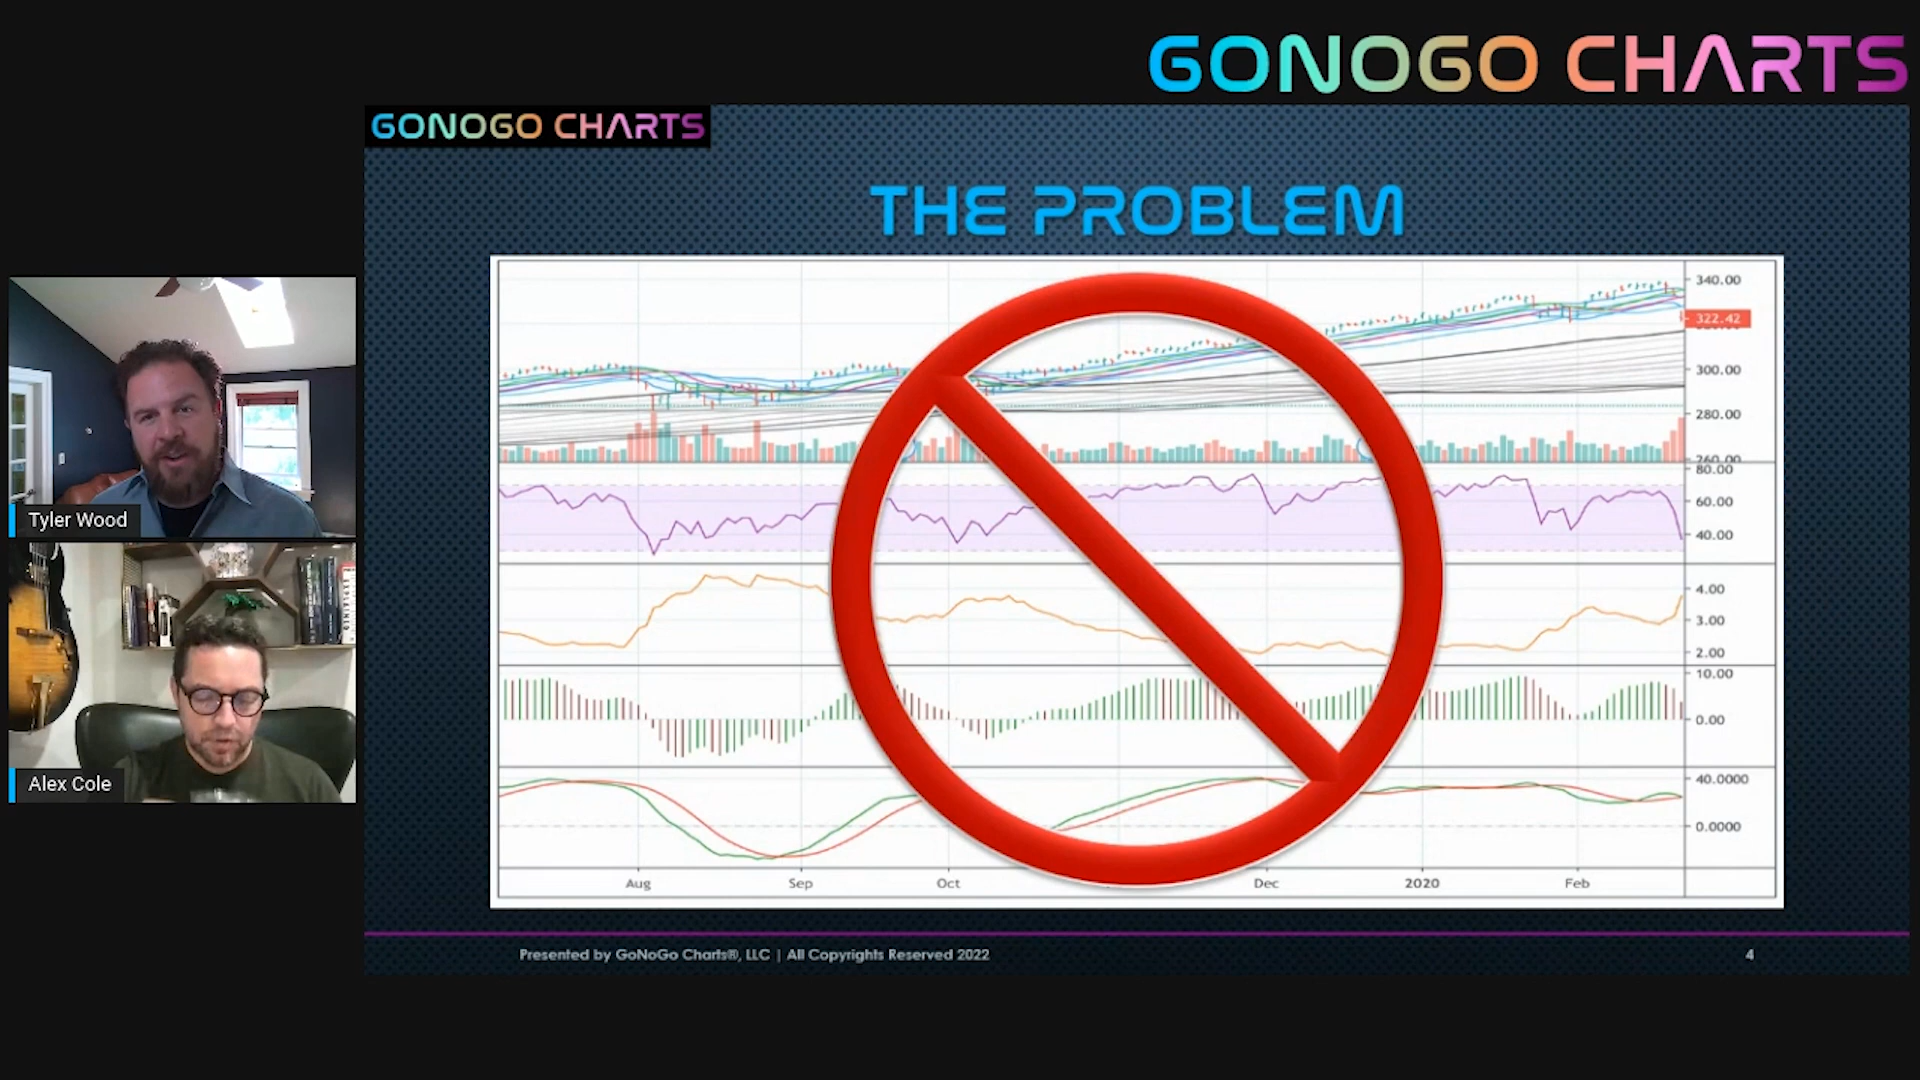 GONOGO CHARTS
GONOGO CHARTS
THE PROBLEM
340.00
322.42
300.00
280.00
260.00
80.00
60.00
40.00
4.00
3.00
2.00
10.00
0.00
40.0000
0.0000
Aug Sep Oct Dec 2020 Feb
Tyler Wood
Alex Cole
Presented by GoNoGo Charts®, LLC | All Copyrights Reserved 2022 4